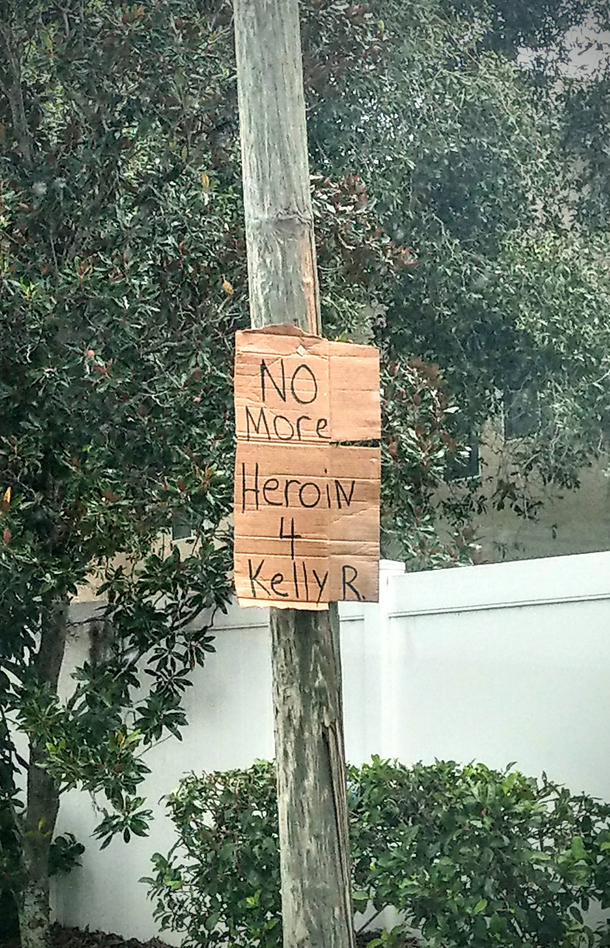 NO
More
Heroin
4
Kelly R.